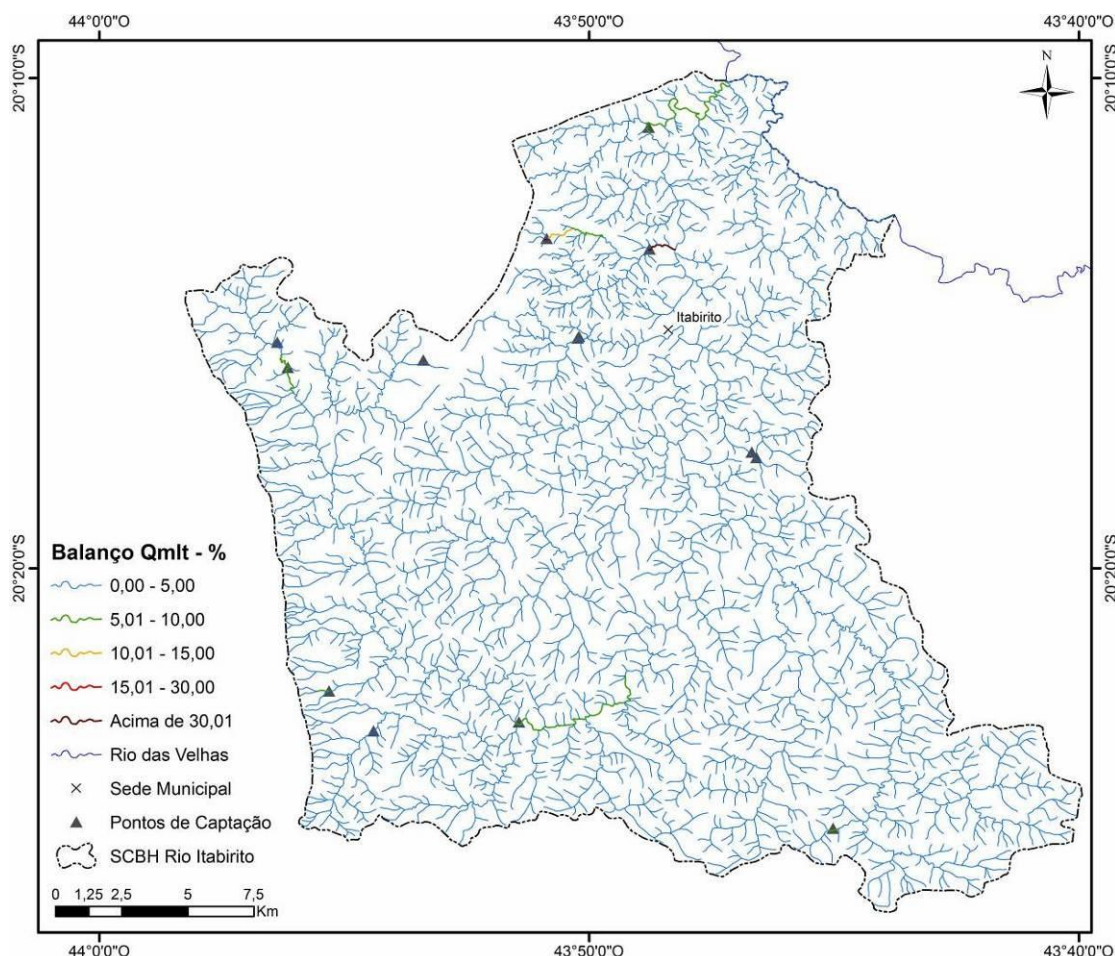 44°0'0"O
43°50'0"O
43°40'0"O
20°10'0"S
20°10'0"S
N
Itabirito
20°20'0"S
20°20'0"S
Balanço Qmlt - %
0,00 - 5,00
5,01 - 10,00
10,01 - 15,00
15,01 - 30,00
Acima de 30,01
Rio das Velhas
Sede Municipal
Pontos de Captação
SCBH Rio Itabirito
0 1,25 2,5 5 7,5
Km
44°0'0"O
43°50'0"O
43°40'0"O